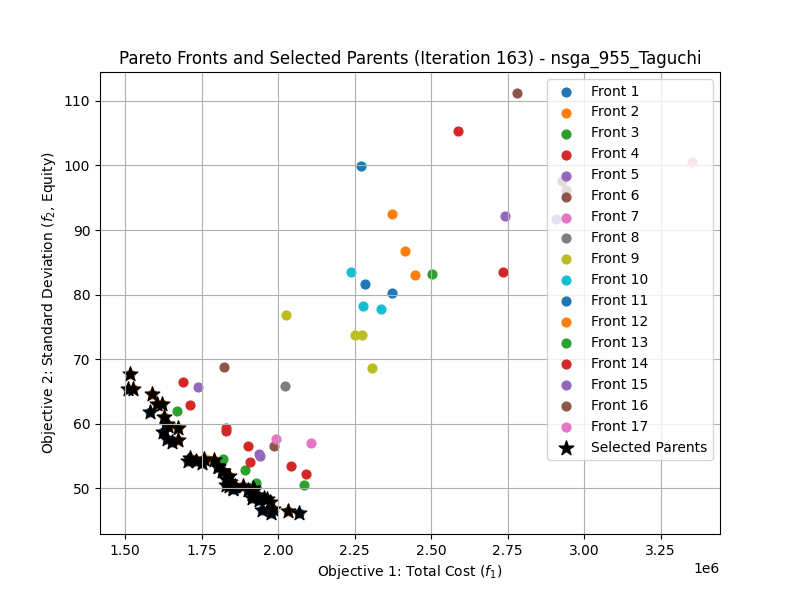 Pareto Fronts and Selected Parents (Iteration 163) - nsga_955_Taguchi
Objective 2: Standard Deviation (f₂, Equity)
110
100
90
80
70
60
50
1.50
1.75
2.00
2.25
2.50
2.75
3.00
3.25
1e6
Objective 1: Total Cost (f₁)
Front 1
Front 2
Front 3
Front 4
Front 5
Front 6
Front 7
Front 8
Front 9
Front 10
Front 11
Front 12
Front 13
Front 14
Front 15
Front 16
Front 17
Selected Parents